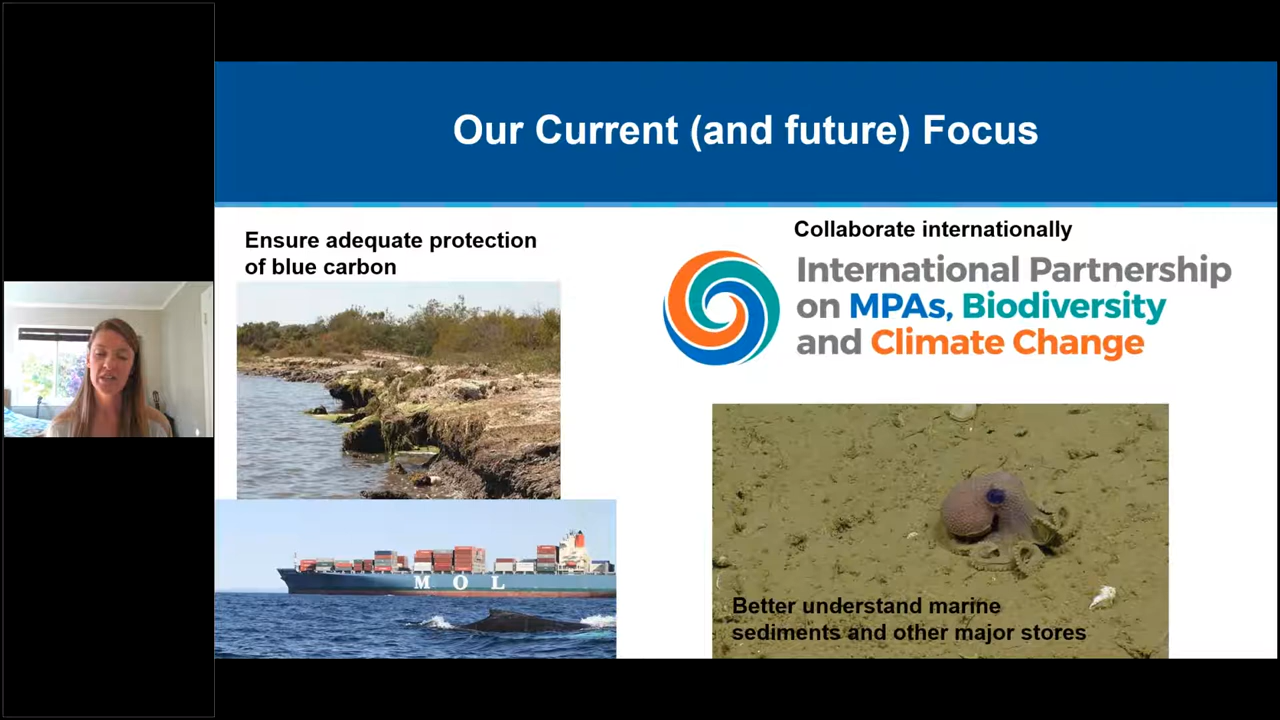 Our Current (and future) Focus
Ensure adequate protection
of blue carbon
Collaborate internationally
International Partnership
on MPAs, Biodiversity
and Climate Change
MOL
Better understand marine
sediments and other major stores